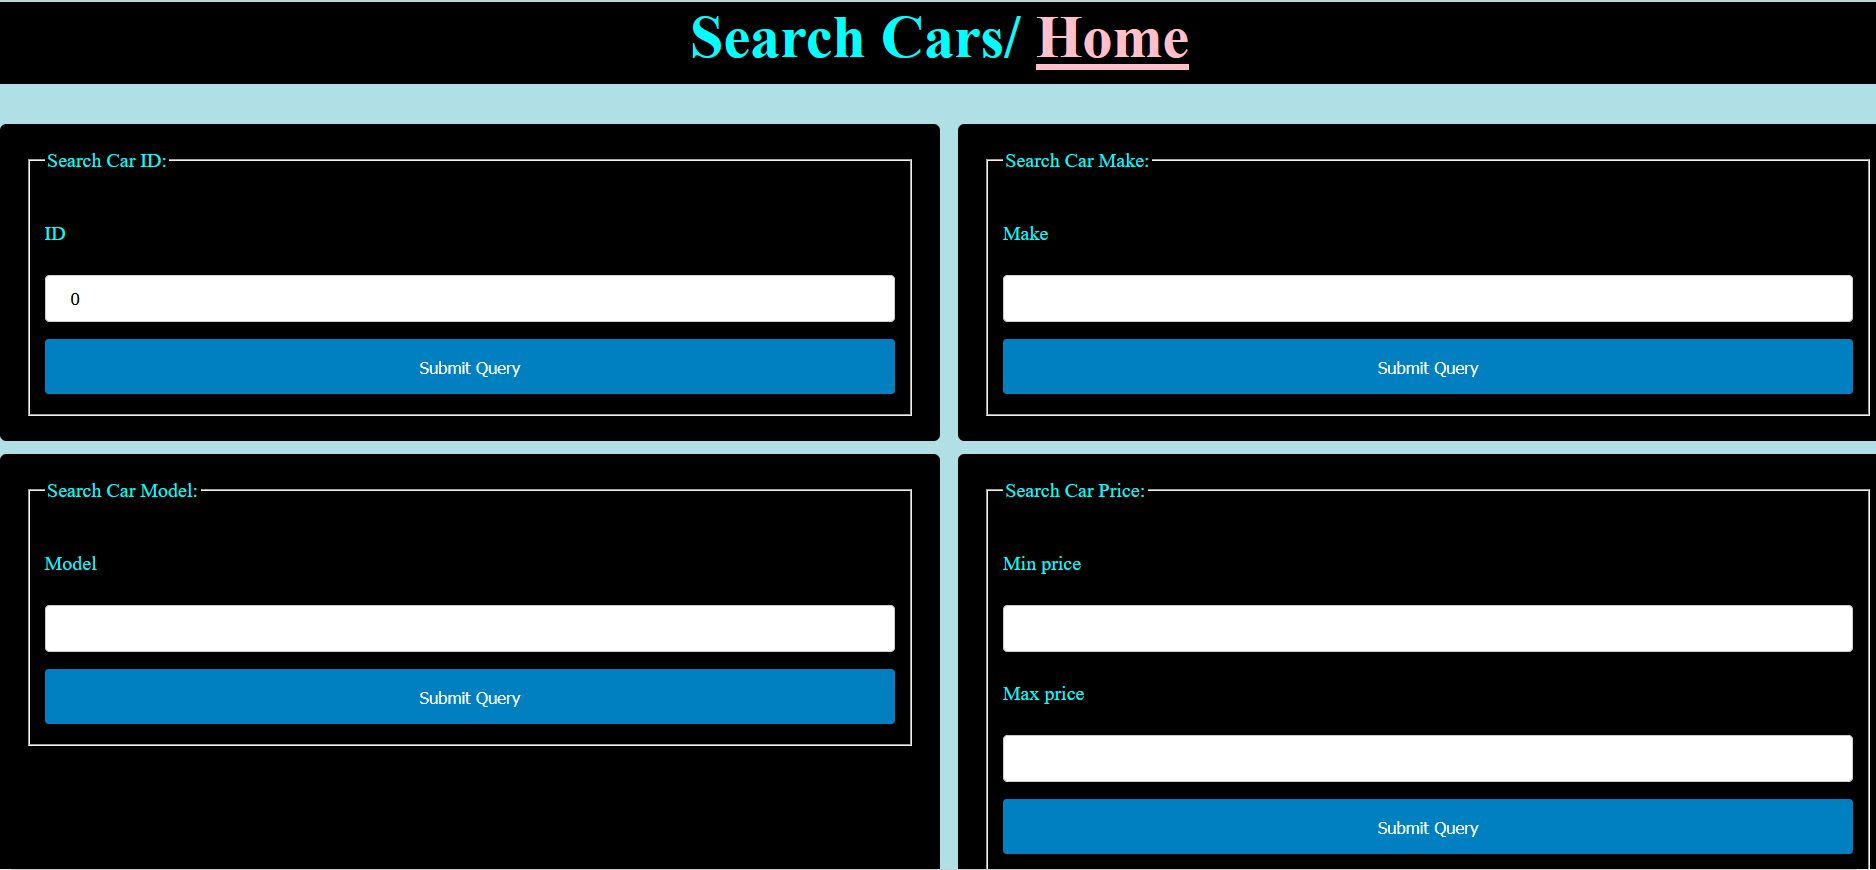 Search Cars/ Home
Search Car ID:
ID
0
Submit Query
Search Car Make:
Make
Submit Query
Search Car Model:
Model
Submit Query
Search Car Price:
Min price
Max price
Submit Query